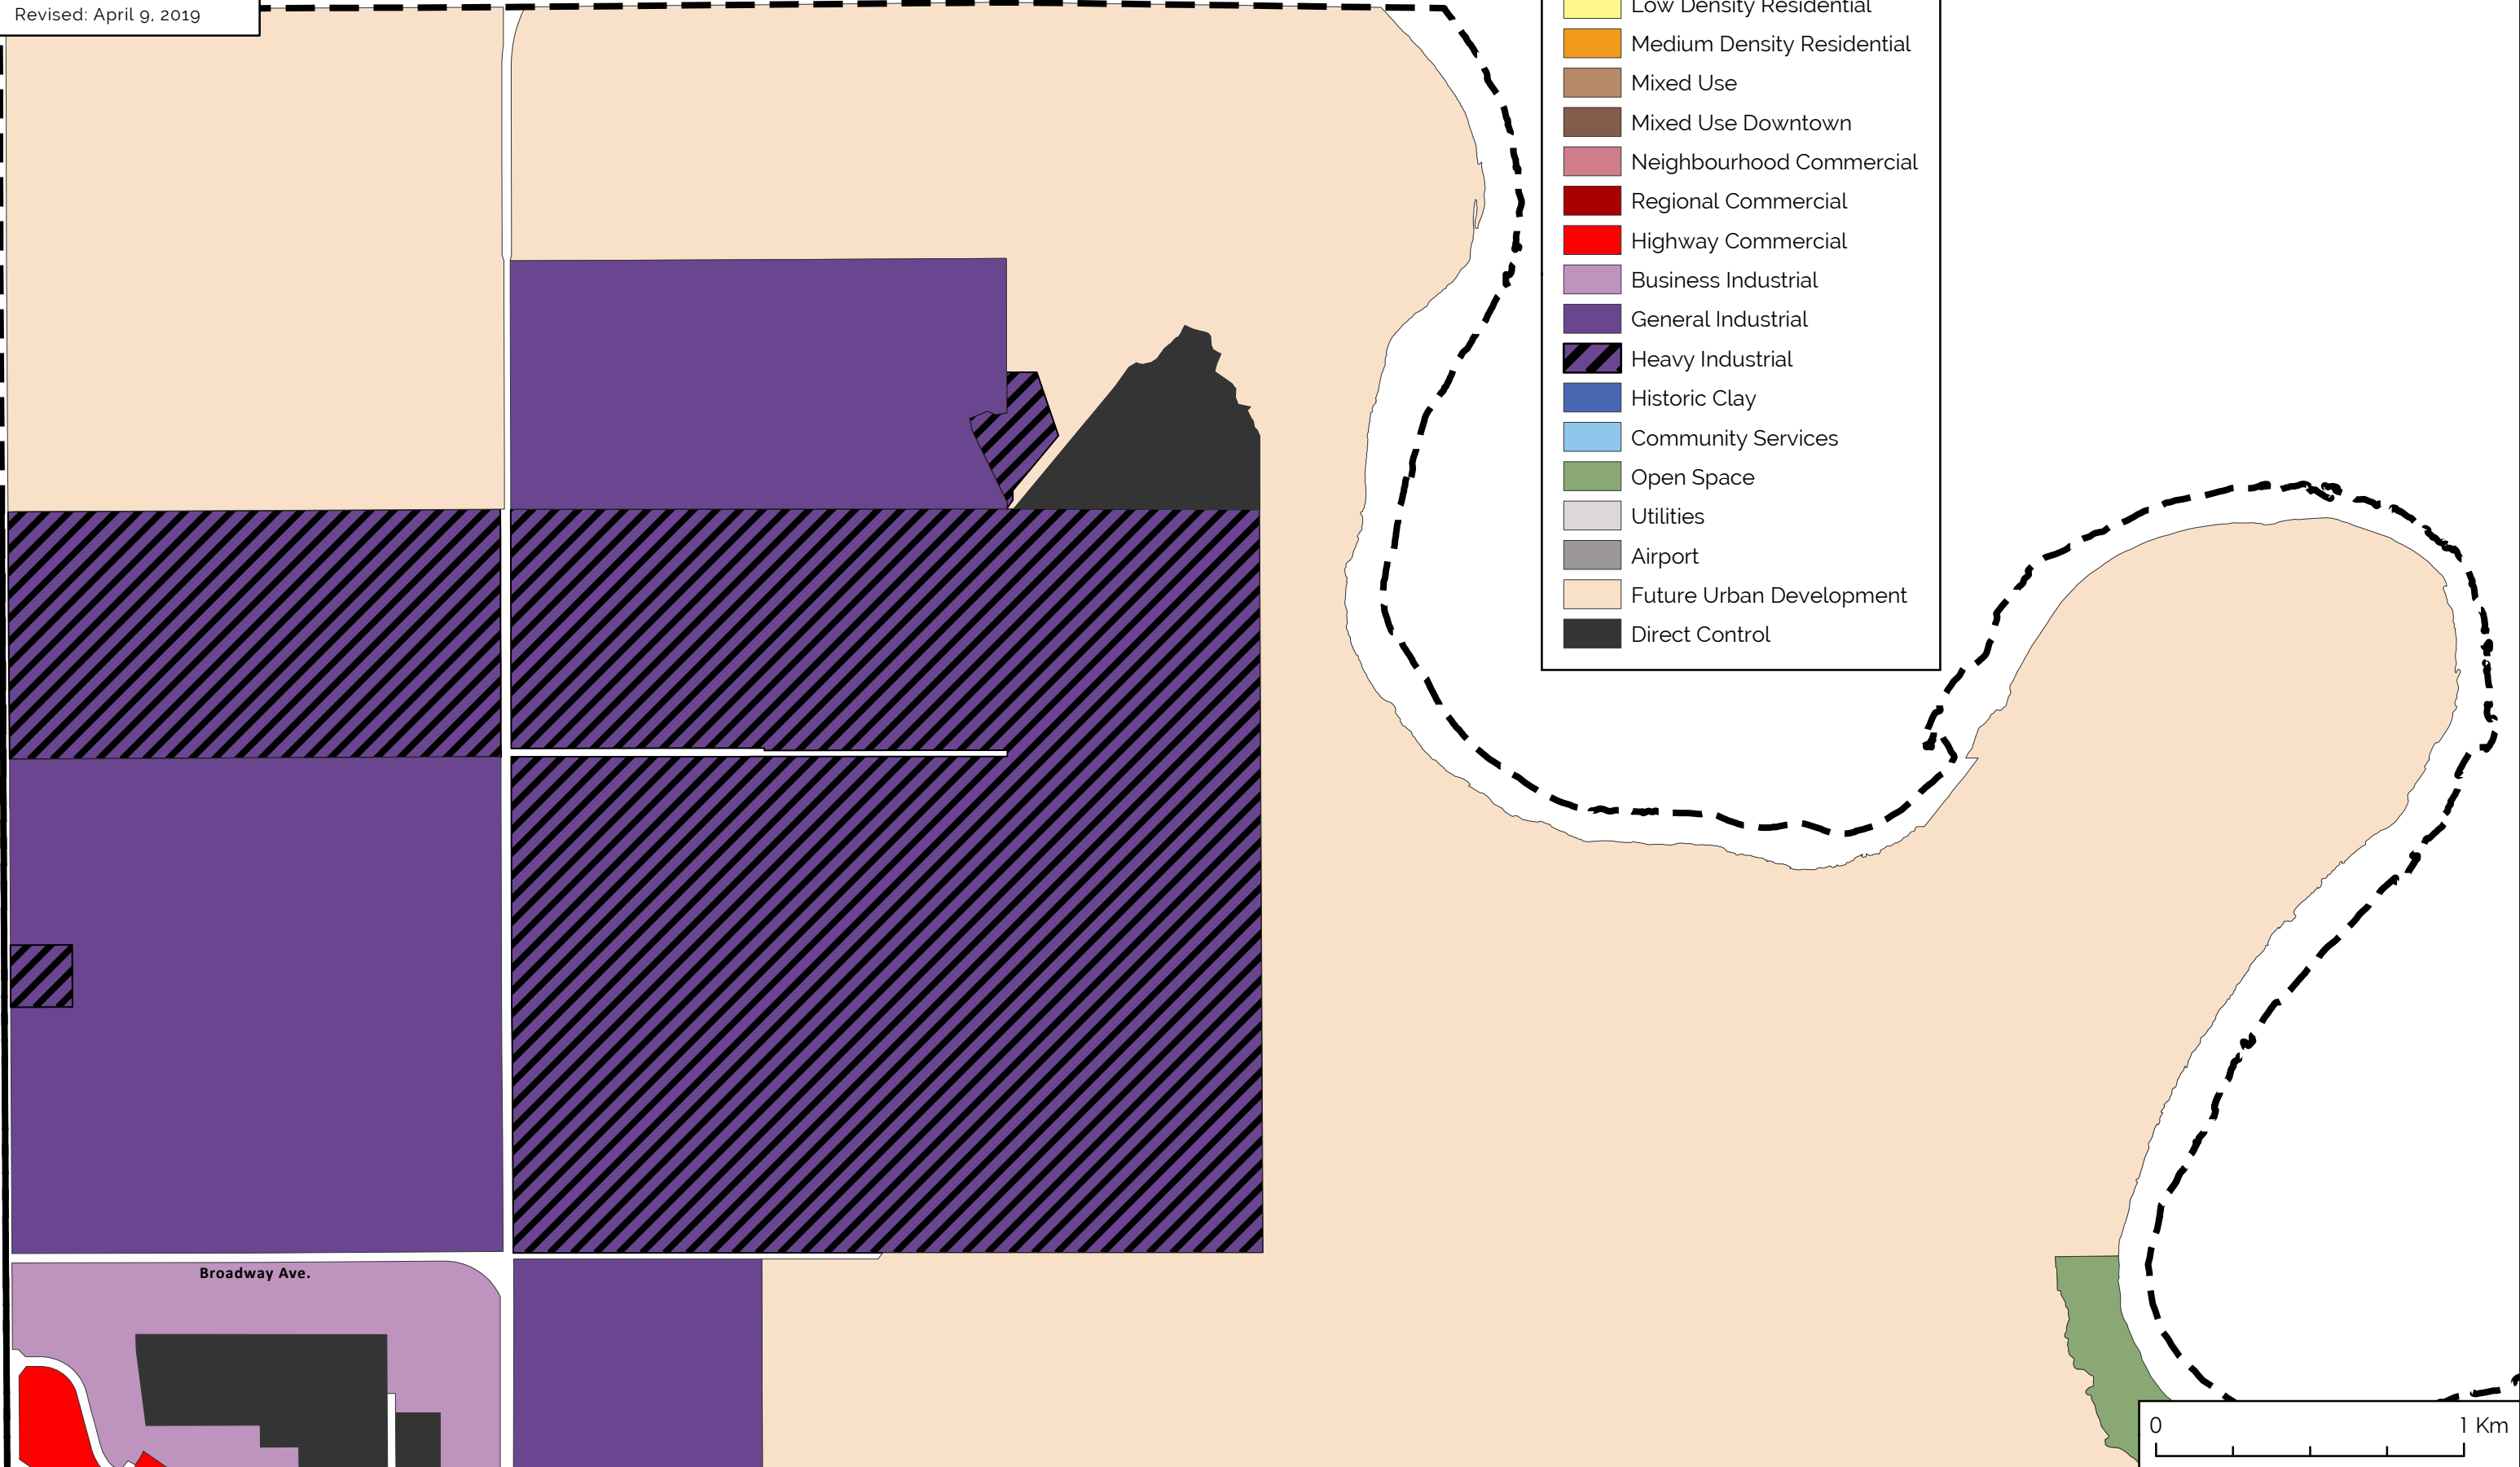 Revised: April 9, 2019
Low Density Residential
Medium Density Residential
Mixed Use
Mixed Use Downtown
Neighbourhood Commercial
Regional Commercial
Highway Commercial
Business Industrial
General Industrial
Heavy Industrial
Historic Clay
Community Services
Open Space
Utilities
Airport
Future Urban Development
Direct Control
Broadway Ave.
0 1 Km